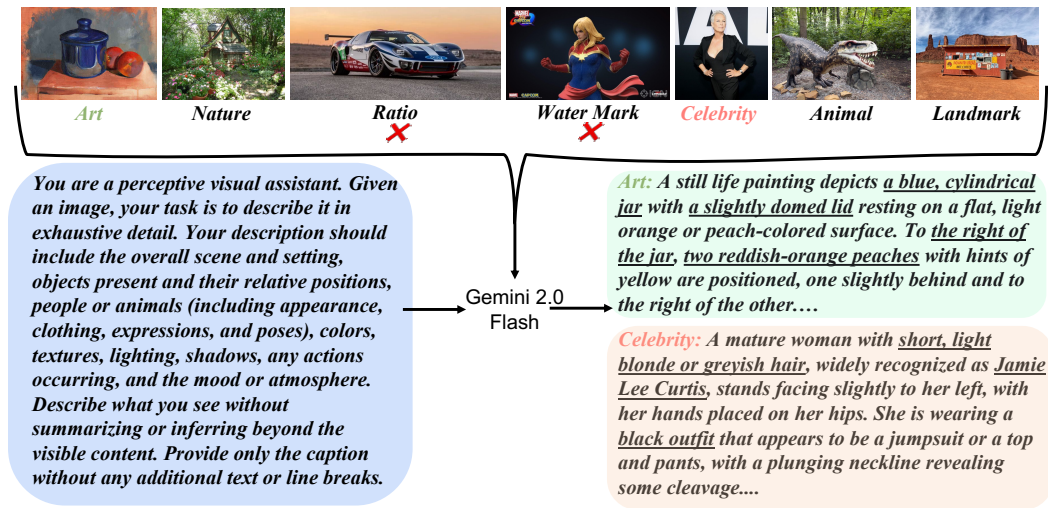 Art
Nature
Ratio
Water Mark
Celebrity
Animal
Landmark
You are a perceptive visual assistant. Given
an image, your task is to describe it in
exhaustive detail. Your description should
include the overall scene and setting,
objects present and their relative positions,
people or animals (including appearance,
clothing, expressions, and poses), colors,
textures, lighting, shadows, any actions
occurring, and the mood or atmosphere.
Describe what you see without
summarizing or inferring beyond the
visible content. Provide only the caption
without any additional text or line breaks.
Gemini 2.0
Flash
Art: A still life painting depicts a blue, cylindrical
jar with a slightly domed lid resting on a flat, light
orange or peach-colored surface. To the right of
the jar, two reddish-orange peaches with hints of
yellow are positioned, one slightly behind and to
the right of the other....
Celebrity: A mature woman with short, light
blonde or greyish hair, widely recognized as Jamie
Lee Curtis, stands facing slightly to her left, with
her hands placed on her hips. She is wearing a
black outfit that appears to be a jumpsuit or a top
and pants, with a plunging neckline revealing
some cleavage....